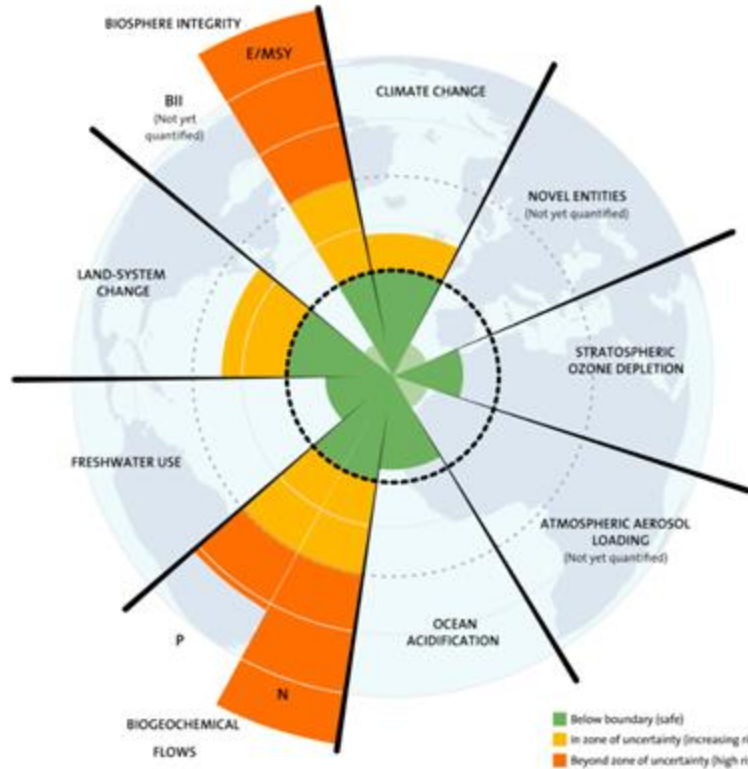 BIOSPHERE INTEGRITY
E/MSY
CLIMATE CHANGE
BII
(Not yet
quantified)
NOVEL ENTITIES
(Not yet quantified)
LAND-SYSTEM
CHANGE
STRATOSPHERIC
OZONE DEPLETION
FRESHWATER USE
ATMOSPHERIC AEROSOL
LOADING
(Not yet quantified)
OCEAN
ACIDIFICATION
P
N
BIOGEOCHEMICAL
FLOWS
Below boundary (safe)
In zone of uncertainty (increasing ri
Beyond zone of uncertainty (high ri